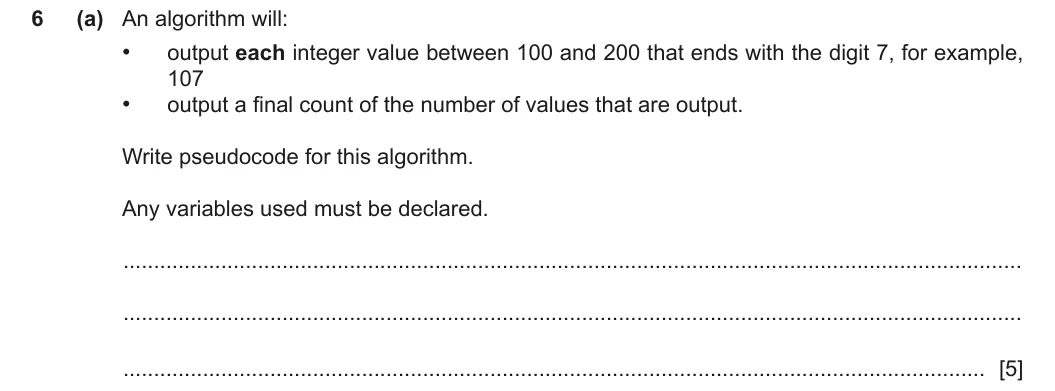 6 (a) An algorithm will:
• output each integer value between 100 and 200 that ends with the digit 7, for example,
107
• output a final count of the number of values that are output.
Write pseudocode for this algorithm.
Any variables used must be declared.
..........................................................................................................................................................
..........................................................................................................................................................
.................................................................................................................................................... [5]